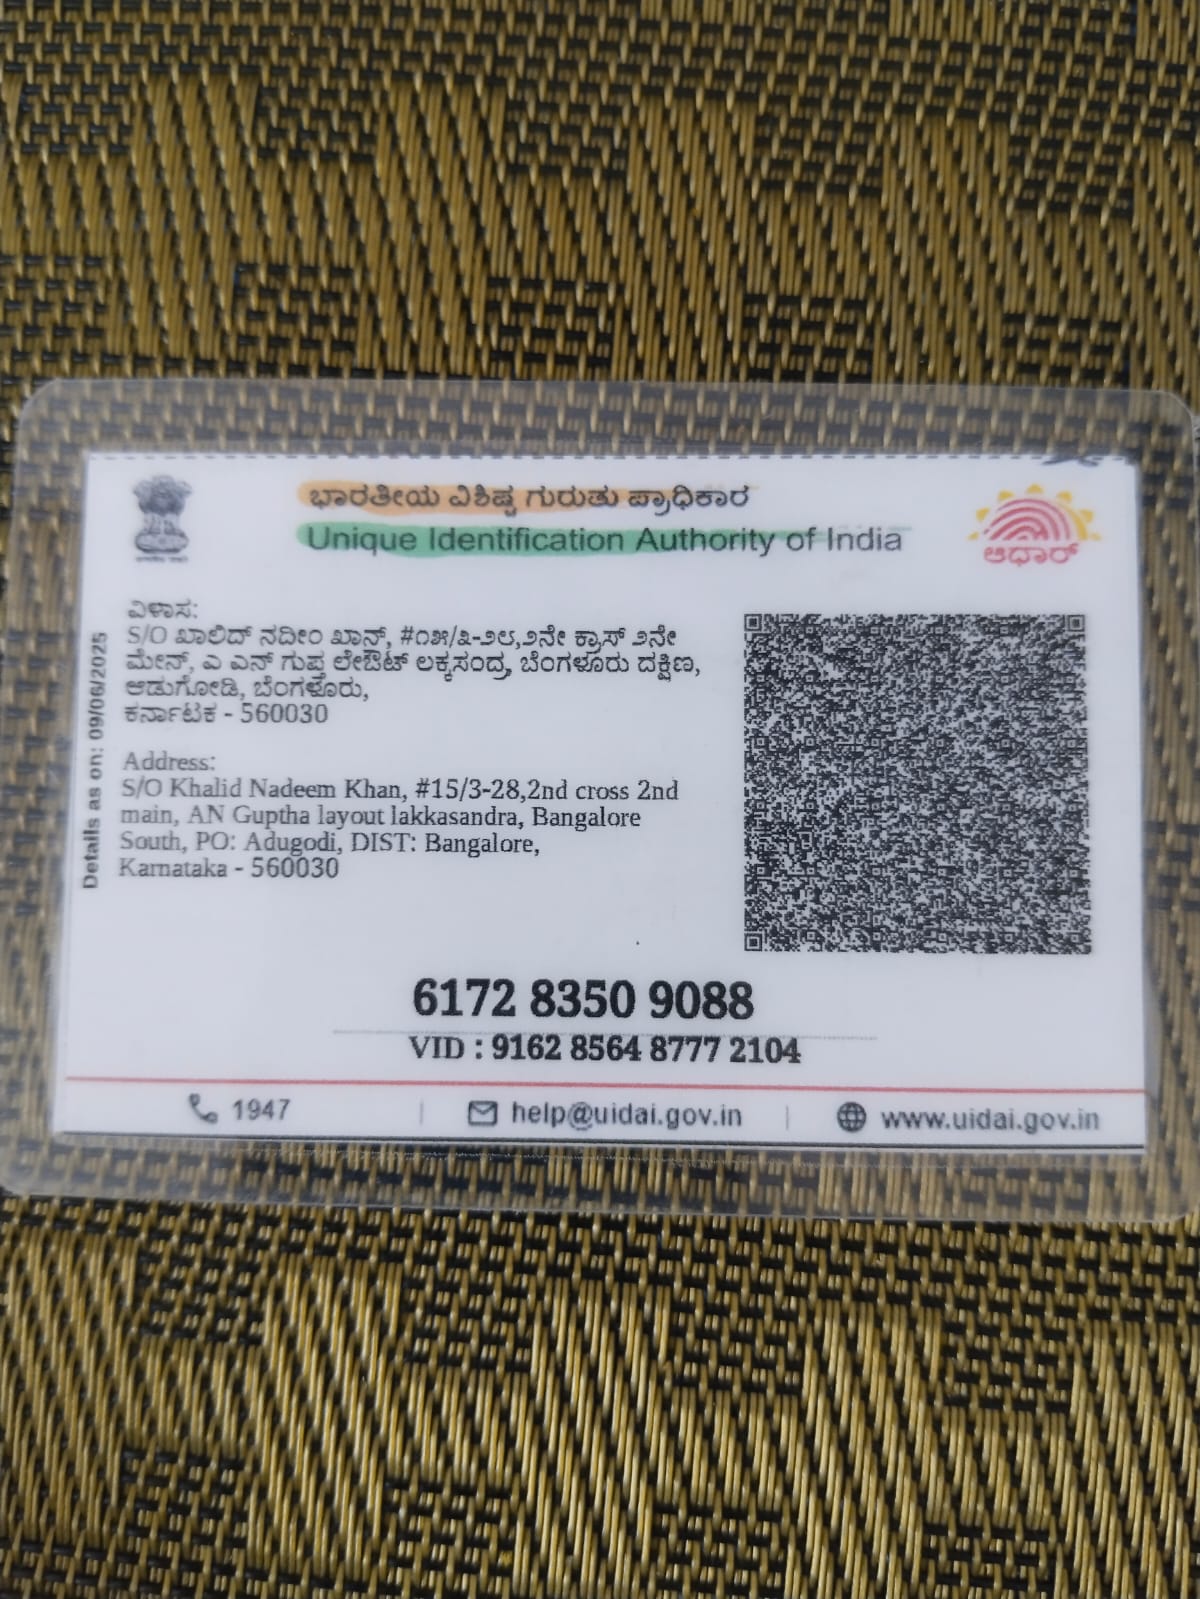 ಭಾರತೀಯ ವಿಶಿಷ್ಟ ಗುರುತು ಪ್ರಾಧಿಕಾರ
Unique Identification Authority of India
ಆಧಾರ್
Details as on: 09/06/2025
ವಿಳಾಸ:
S/O ಖಾಲಿದ್ ನದೀಂ ಖಾನ್, #೧೫/೩-೨೮,೨ನೇ ಕ್ರಾಸ್ ೨ನೇ
ಮೇನ್, ಎ ಎನ್ ಗುಪ್ತ ಲೇಔಟ್ ಲಕ್ಕಸಂದ್ರ, ಬೆಂಗಳೂರು ದಕ್ಷಿಣ,
ಆಡುಗೋಡಿ, ಬೆಂಗಳೂರು,
ಕರ್ನಾಟಕ - 560030
Address:
S/O Khalid Nadeem Khan, #15/3-28,2nd cross 2nd
main, AN Guptha layout lakkasandra, Bangalore
South, PO: Adugodi, DIST: Bangalore,
Karnataka - 560030
6172 8350 9088
VID : 9162 8564 8777 2104
1947 | help@uidai.gov.in | www.uidai.gov.in